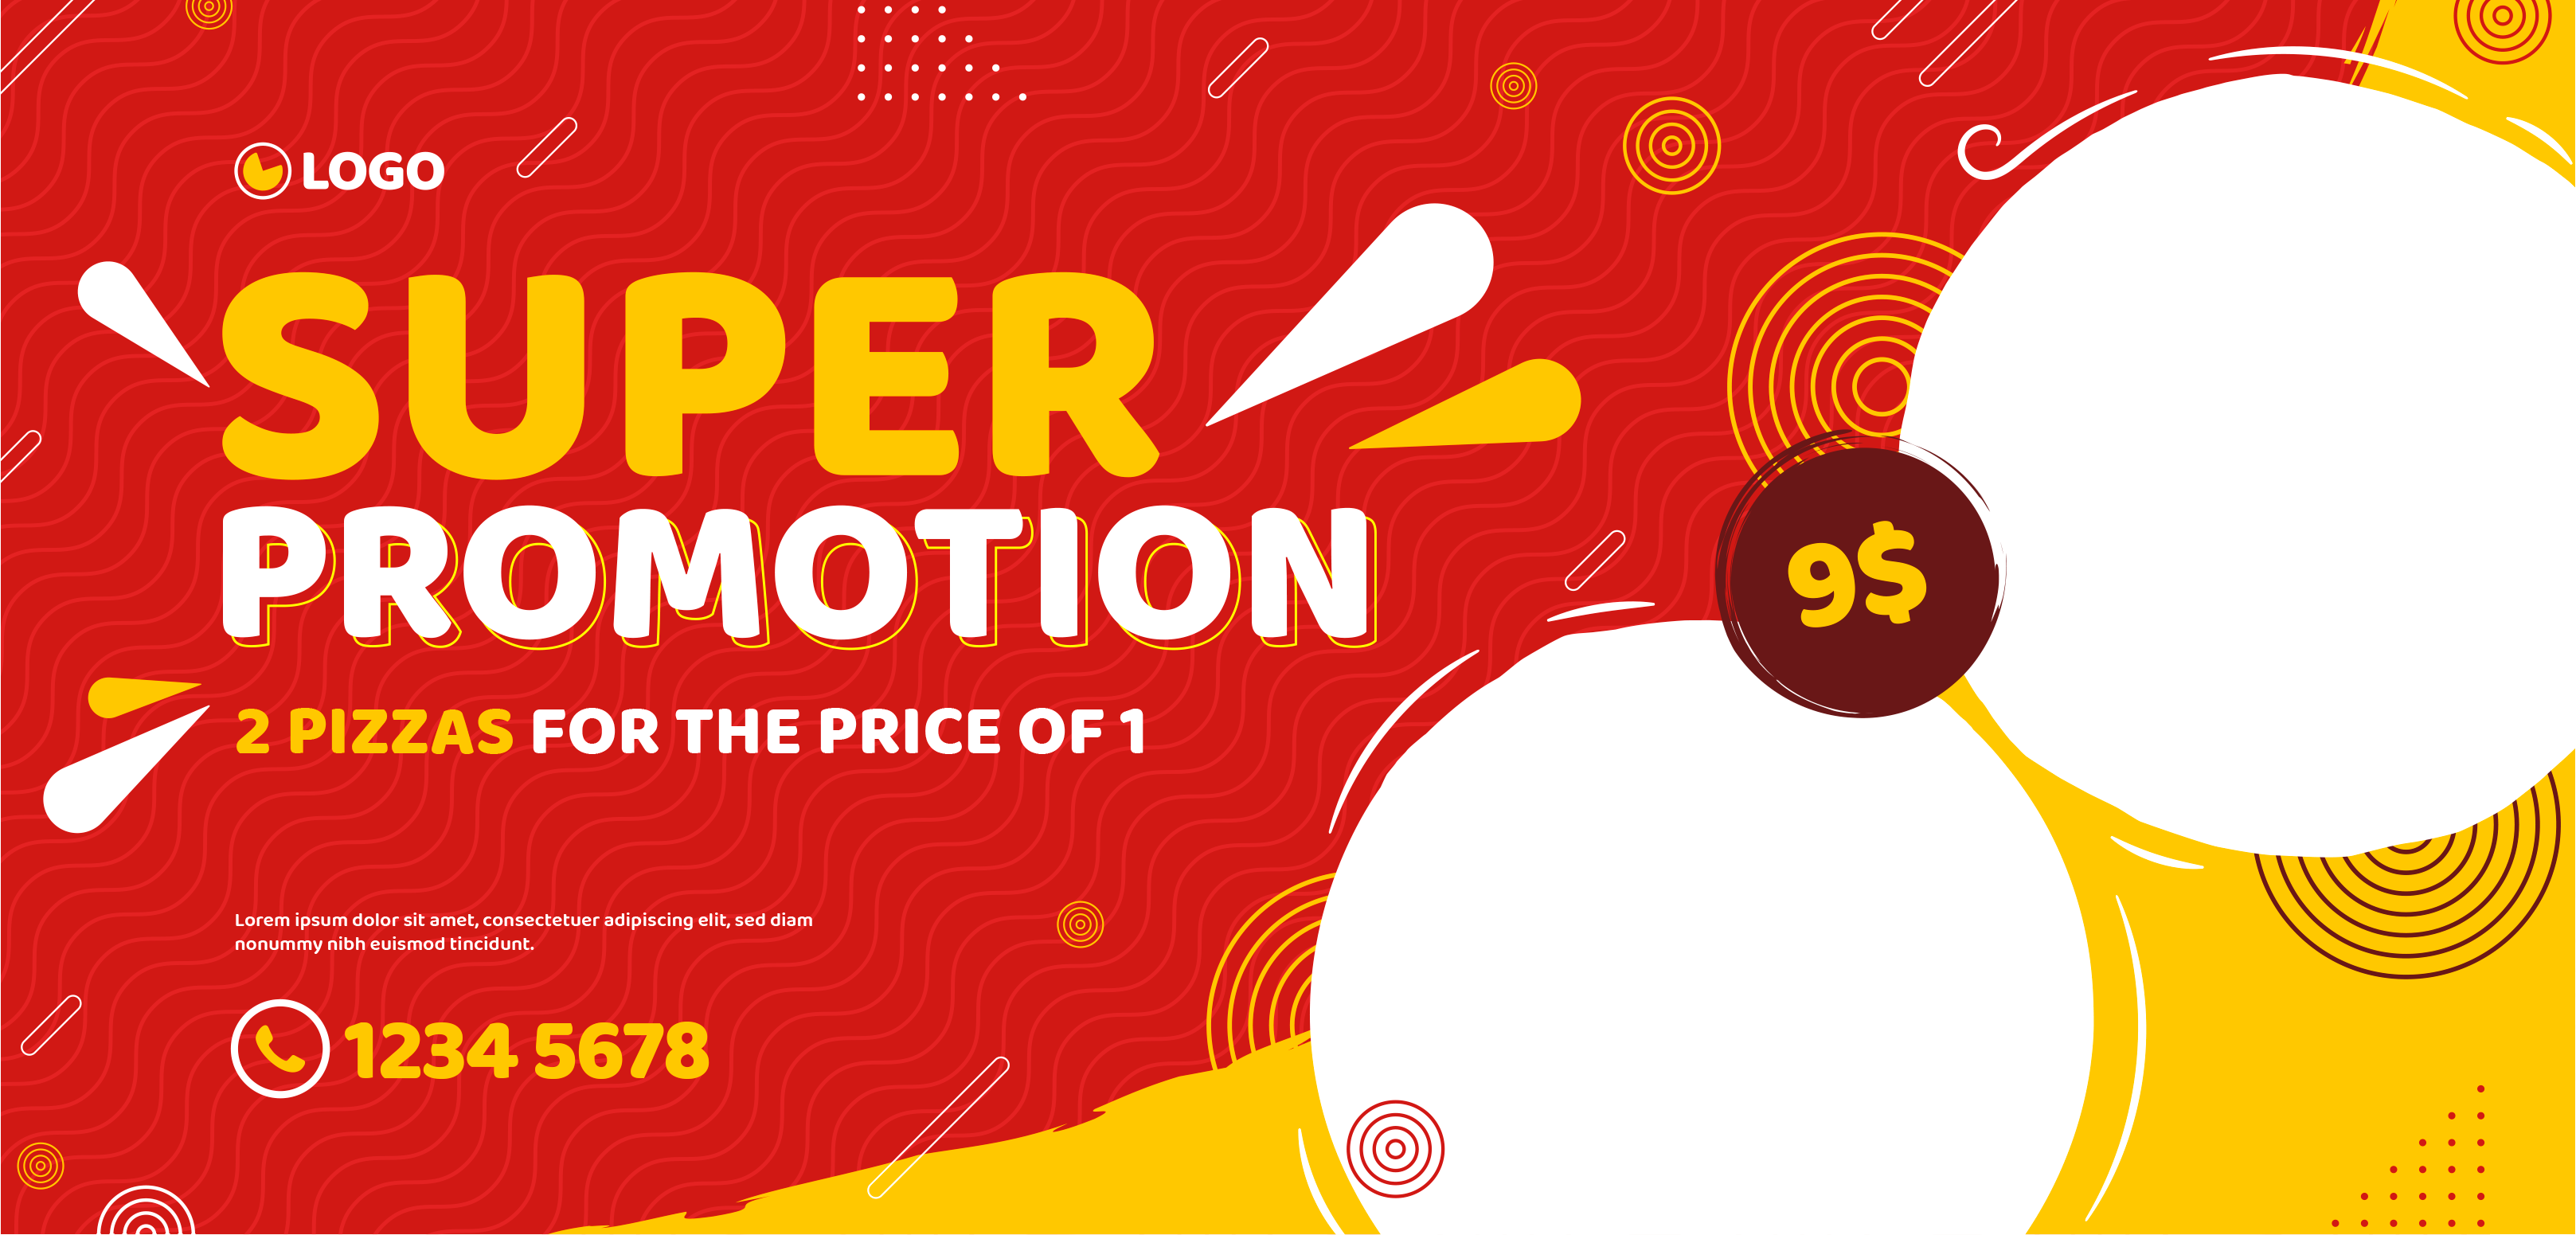 LOGO
SUPER
PROMOTION
9$
2 PIZZAS FOR THE PRICE OF 1
Lorem ipsum dolor sit amet, consectetuer adipiscing elit, sed diam
nonummy nibh euismod tincidunt.
1234 5678